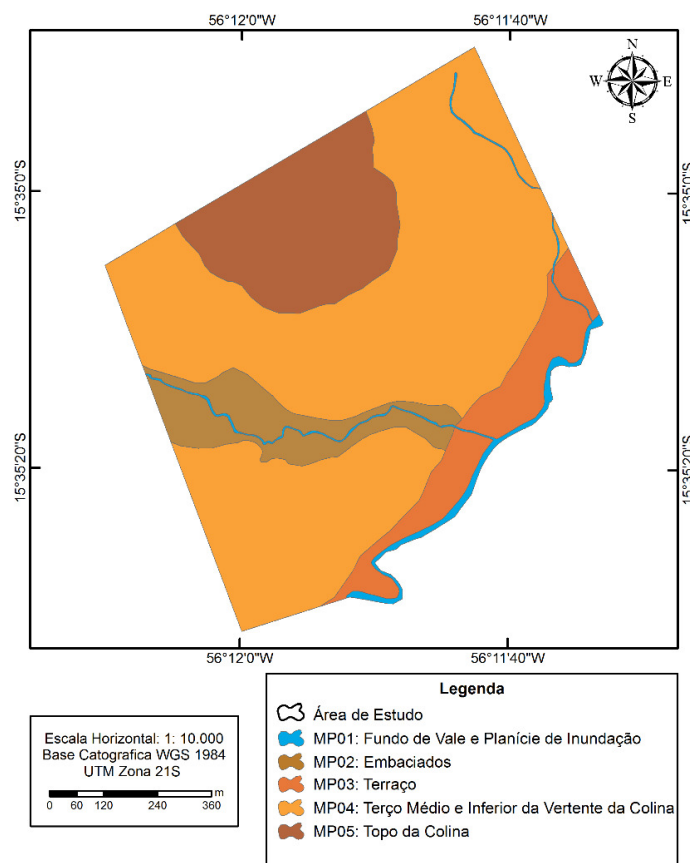 56°12'0"W 56°11'40"W
N
W E
S
15°35'0"S 15°35'0"S
15°35'20"S 15°35'20"S
56°12'0"W 56°11'40"W
Legenda
Área de Estudo
MP01: Fundo de Vale e Planície de Inundação
MP02: Embaciados
MP03: Terraço
MP04: Terço Médio e Inferior da Vertente da Colina
MP05: Topo da Colina
Escala Horizontal: 1: 10.000
Base Catografica WGS 1984
UTM Zona 21S
m
0 60 120 240 360